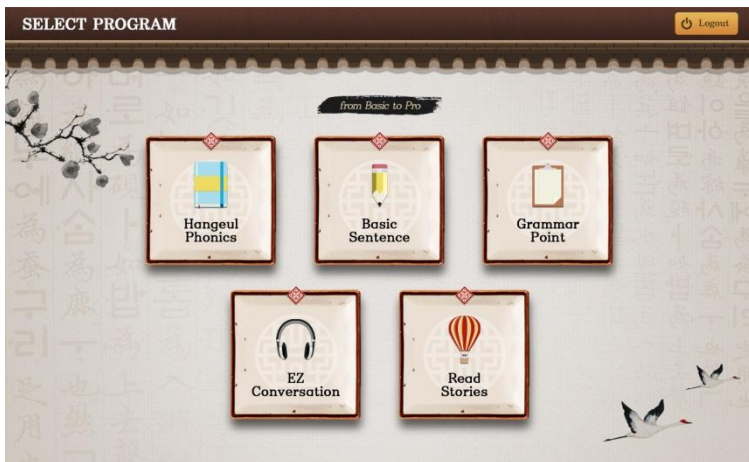 SELECT PROGRAM
Logout
from Basic to Pro
Hangeul
Phonics
Basic
Sentence
Grammar
Point
EZ
Conversation
Read
Stories